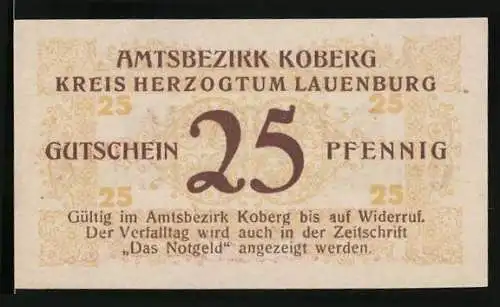 AMTSBEZIRK KOBERG
KREIS HERZOGTUM LAUENBURG
25 25
GUTSCHEIN 25 PFENNIG
25 25
Gültig im Amtsbezirk Koberg bis auf Widerruf.
Der Verfalltag wird auch in der Zeitschrift
„Das Notgeld“ angezeigt werden.